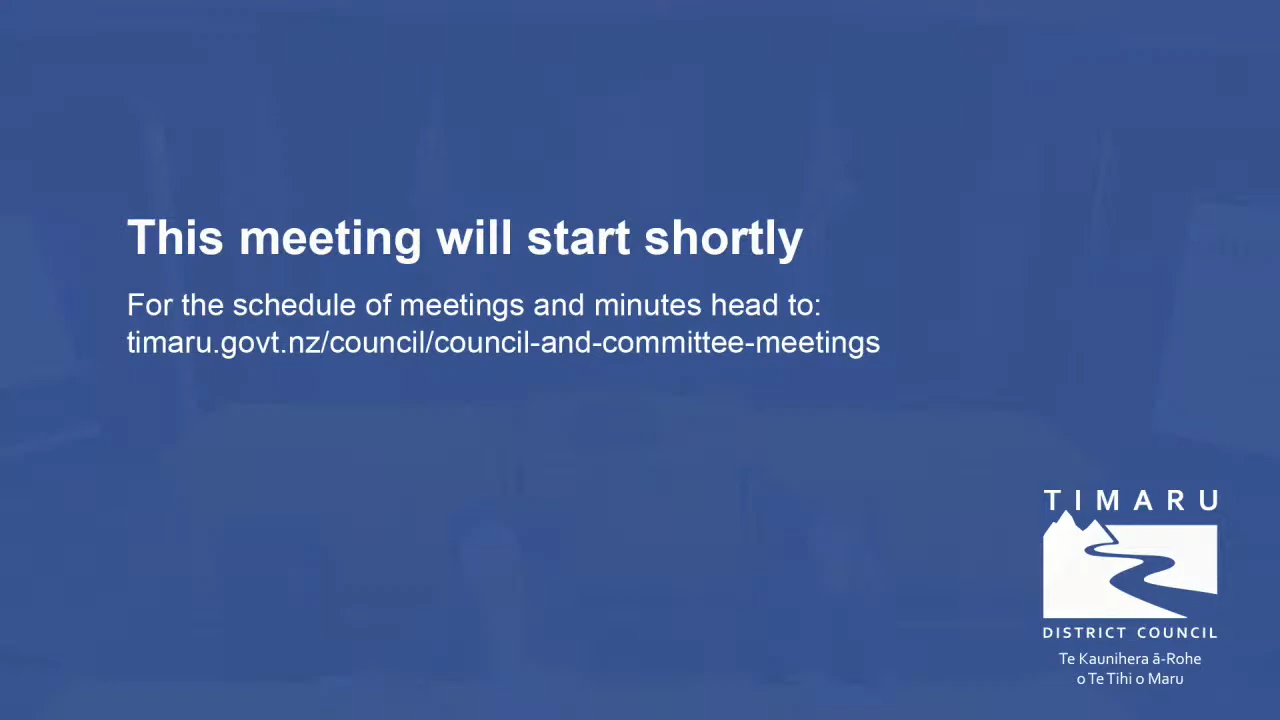 This meeting will start shortly
For the schedule of meetings and minutes head to:
timaru.govt.nz/council/council-and-committee-meetings
TIMARU
DISTRICT COUNCIL
Te Kaunihera ā-Rohe
o Te Tihi o Maru